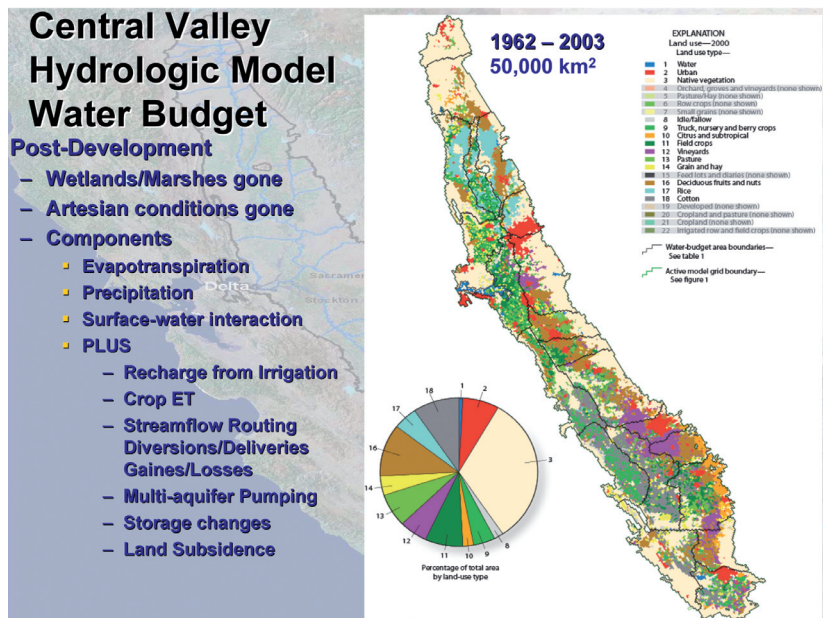 Central Valley
Hydrologic Model
Water Budget
Post-Development
– Wetlands/Marshes gone
– Artesian conditions gone
– Components
▪ Evapotranspiration
▪ Precipitation
▪ Surface-water interaction
▪ PLUS
– Recharge from Irrigation
– Crop ET
– Streamflow Routing
Diversions/Deliveries
Gaines/Losses
– Multi-aquifer Pumping
– Storage changes
– Land Subsidence
Sacramen
Delta
Stockton
1962 – 2003
50,000 km²
EXPLANATION
Land use—2000
Land use type—
1 Water
2 Urban
3 Native vegetation
4 Orchard, groves and vineyards (none shown)
5 Pasture/Hay (none shown)
6 Row crops (none shown)
7 Small grains (none shown)
8 Idle/fallow
9 Truck, nursery and berry crops
10 Citrus and subtropical
11 Field crops
12 Vineyards
13 Pasture
14 Grain and hay
15 Feed lots and diaries (none shown)
16 Deciduous fruits and nuts
17 Rice
18 Cotton
19 Developed (none shown)
20 Cropland and pasture (none shown)
21 Cropland (none shown)
22 Irrigated row and field crops (none shown)
Water-budget area boundaries—
See table 1
Active model grid boundary—
See figure 1
1
2
3
8
9
10
11
12
13
14
16
17
18
Percentage of total area
by land-use type